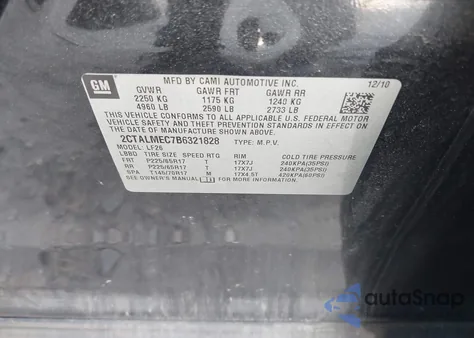 GM
MFD BY CAMI AUTOMOTIVE INC. 12/10
GVWR GAWR FRT GAWR RR
2250 KG 1175 KG 1240 KG
4960 LB 2590 LB 2733 LB
THIS VEHICLE CONFORMS TO ALL APPLICABLE U.S. FEDERAL MOTOR
VEHICLE SAFETY, BUMPER, AND THEFT PREVENTION STANDARDS IN
EFFECT ON THE DATE OF MANUFACTURE SHOWN ABOVE.
2CTALMEC7B6321828 TYPE: M.P.V.
MODEL: LF26
LBBD TIRE SIZE SPEED RTG RIM COLD TIRE PRESSURE
FRT P225/65R17 T 17X7J 240KPA(35PSI)
RR P225/65R17 T 17X7J 240KPA(35PSI)
SPA T145/70R17 M 17X4.5T 420KPA(60PSI)
SEE OWNER'S MANUAL FOR MORE INFORMATION.
autoSnap